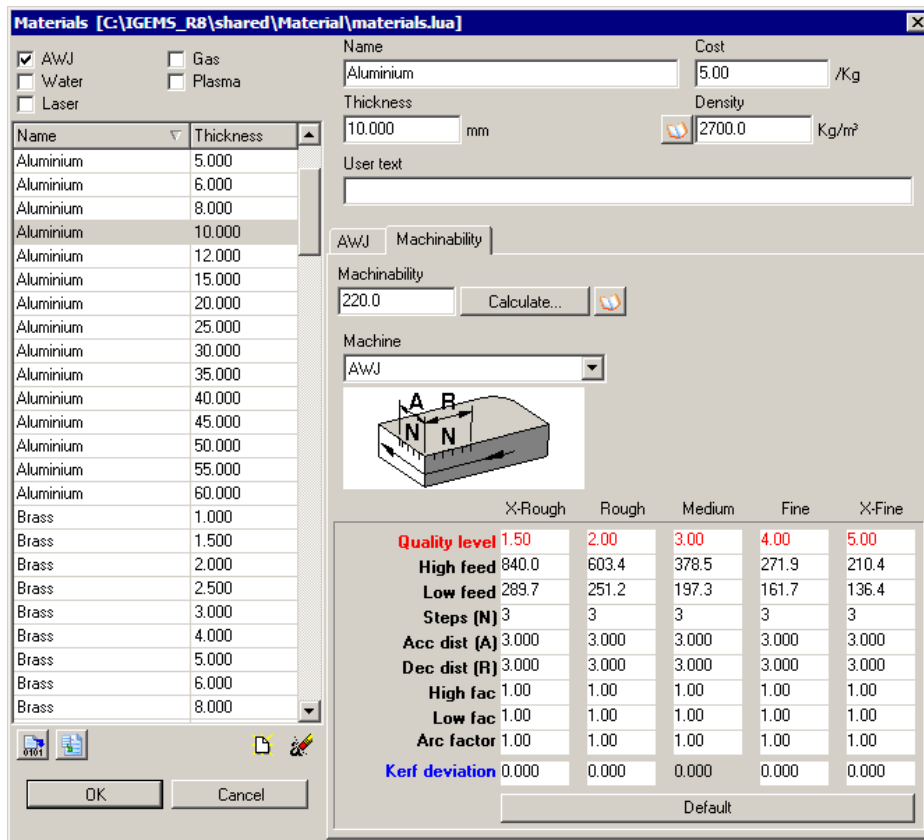 Materials [C:\IGEMS_R8\shared\Material\materials.lua]
AWJ Gas
Water Plasma
Laser
Name Thickness
Aluminium 5.000
Aluminium 6.000
Aluminium 8.000
Aluminium 10.000
Aluminium 12.000
Aluminium 15.000
Aluminium 20.000
Aluminium 25.000
Aluminium 30.000
Aluminium 35.000
Aluminium 40.000
Aluminium 45.000
Aluminium 50.000
Aluminium 55.000
Aluminium 60.000
Brass 1.000
Brass 1.500
Brass 2.000
Brass 2.500
Brass 3.000
Brass 4.000
Brass 5.000
Brass 6.000
Brass 8.000
0101
OK Cancel
Name Cost
Aluminium 5.00 /Kg
Thickness Density
10.000 mm 2700.0 Kg/m³
User text
AWJ Machinability
Machinability
220.0 Calculate...
Machine
AWJ
A R
N N
X-Rough Rough Medium Fine X-Fine
Quality level 1.50 2.00 3.00 4.00 5.00
High feed 840.0 603.4 378.5 271.9 210.4
Low feed 289.7 251.2 197.3 161.7 136.4
Steps (N) 3 3 3 3 3
Acc dist (A) 3.000 3.000 3.000 3.000 3.000
Dec dist (R) 3.000 3.000 3.000 3.000 3.000
High fac 1.00 1.00 1.00 1.00 1.00
Low fac 1.00 1.00 1.00 1.00 1.00
Arc factor 1.00 1.00 1.00 1.00 1.00
Kerf deviation 0.000 0.000 0.000 0.000 0.000
Default